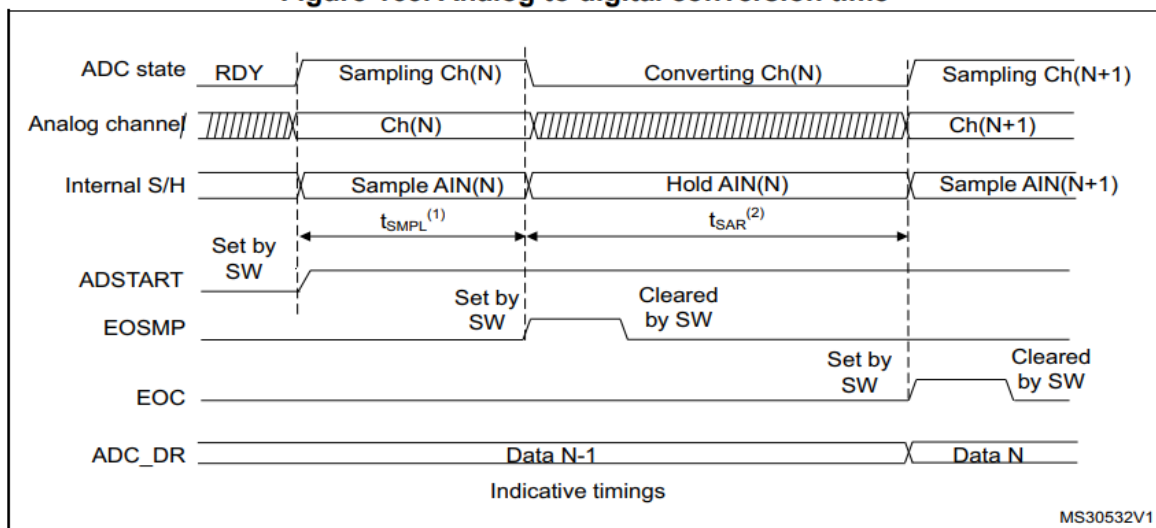 ADC state RDY Sampling Ch(N) Converting Ch(N) Sampling Ch(N+1)
Analog channel Ch(N) Ch(N+1)
Internal S/H Sample AIN(N) Hold AIN(N) Sample AIN(N+1)
tSMPL(1) tSAR(2)
Set by
SW
ADSTART
Set by
SW
Cleared
by SW
EOSMP
Set by
SW
Cleared
by SW
EOC
ADC_DR Data N-1 Data N
Indicative timings
MS30532V1